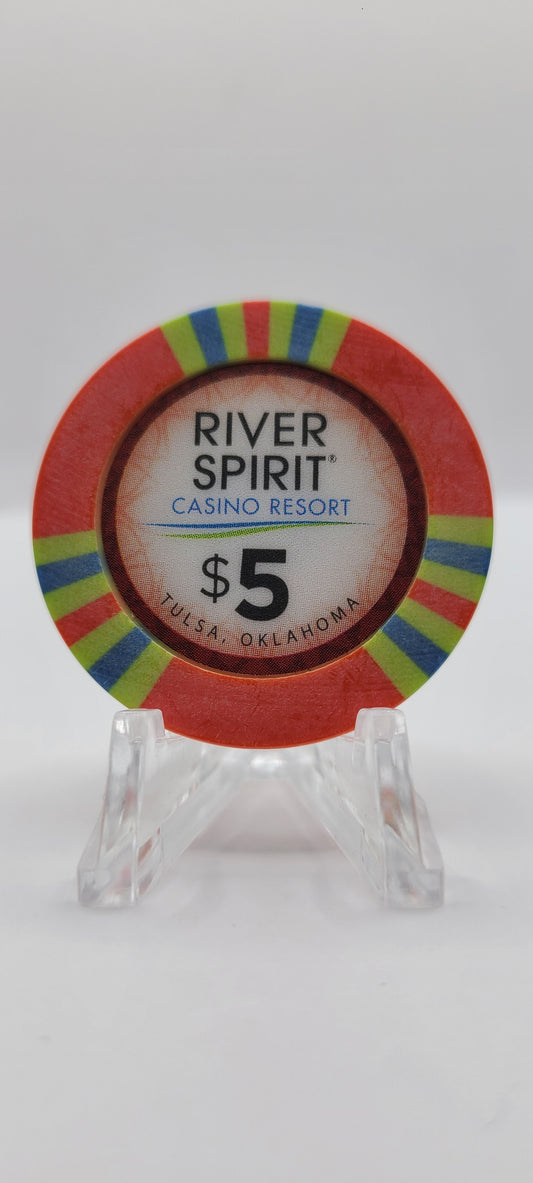 RIVER
SPIRIT®
CASINO RESORT
$5
TULSA, OKLAHOMA